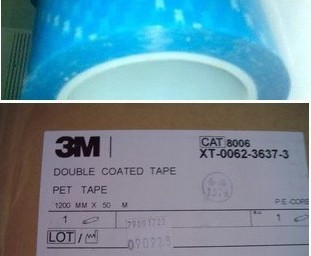 3M
CAT 8006
XT-0062-3637-3
DOUBLE COATED TAPE
PET TAPE
1200 MM X 50 M
P.E-CORE
1
1
LOT /